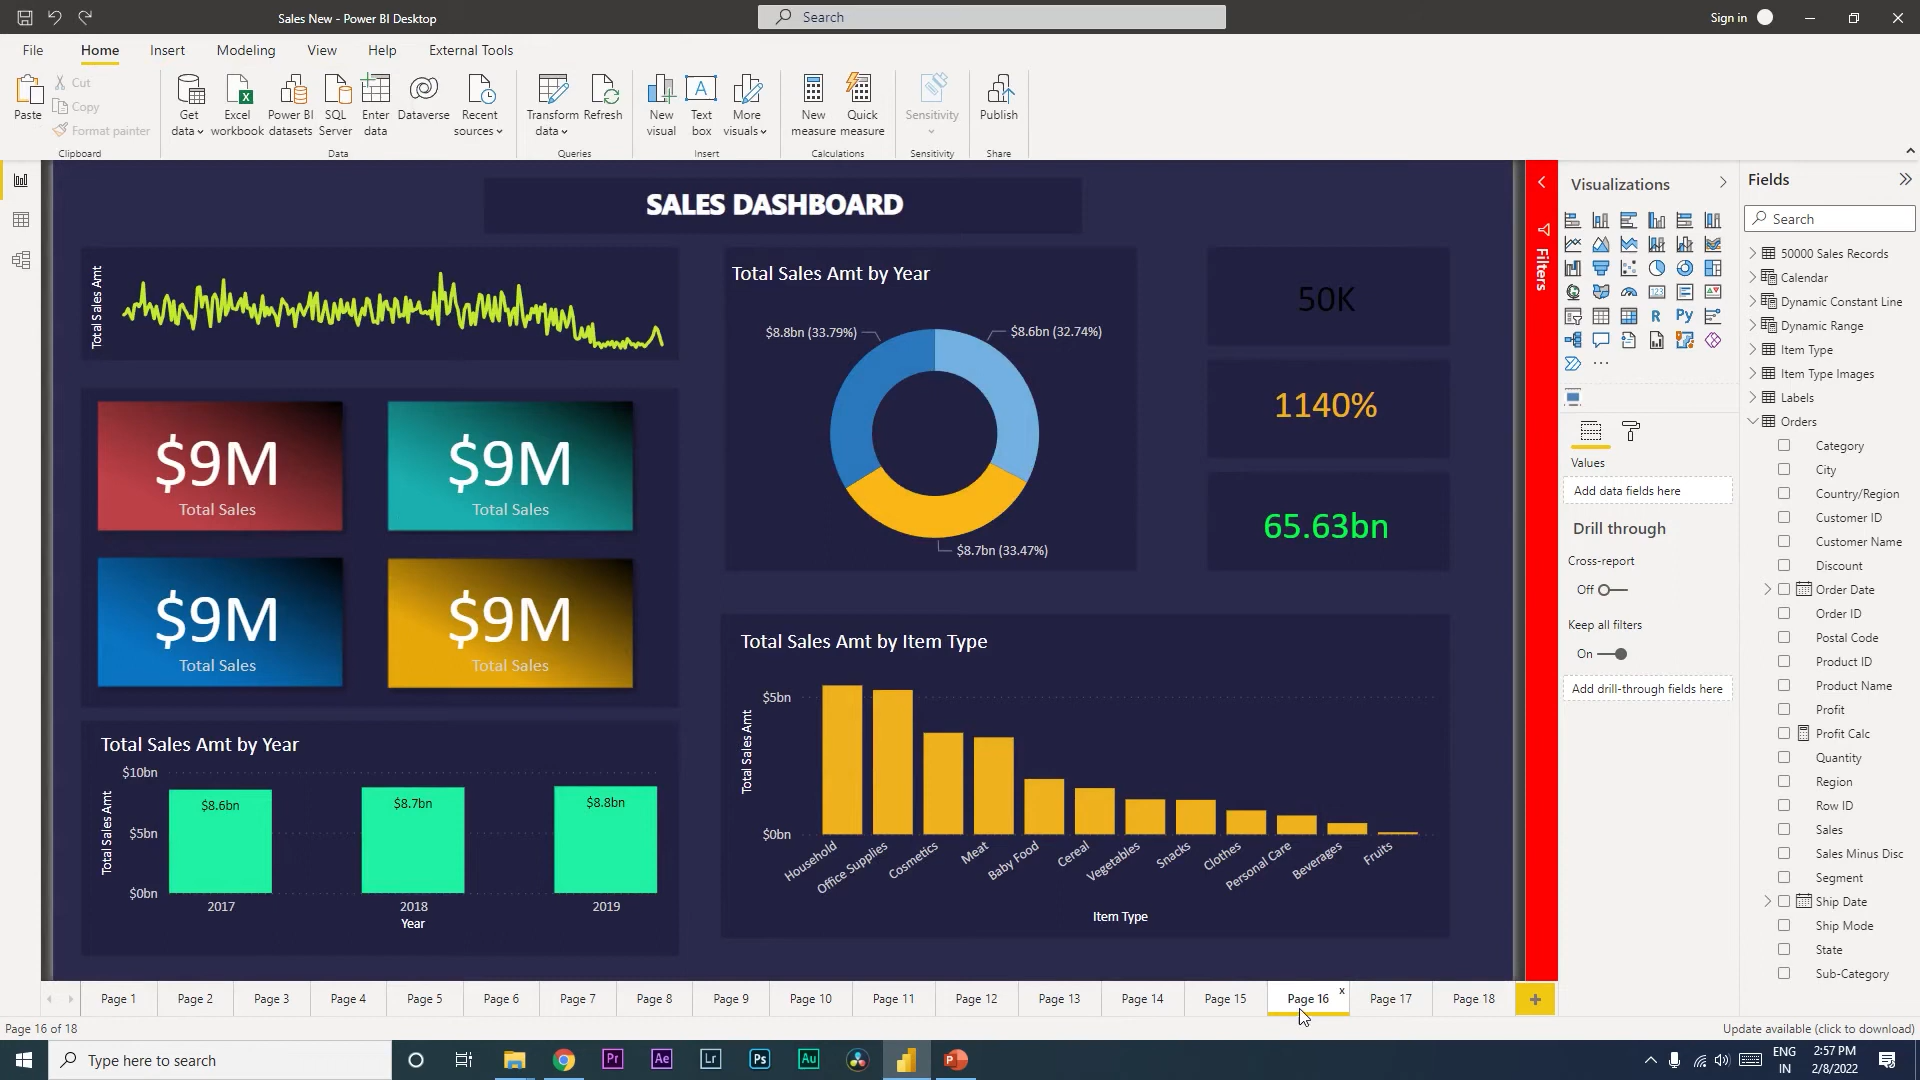 Sales New - Power BI Desktop
Search
Sign in
File
Home
Insert
Modeling
View
Help
External Tools
Paste
Cut
Copy
Format painter
Clipboard
Get data
Excel workbook
Power BI datasets
SQL Server
Enter data
Dataverse
Recent sources
Data
Transform data
Refresh
Queries
New visual
Text box
More visuals
Insert
New measure
Quick measure
Calculations
Sensitivity
Sensitivity
Publish
Share
SALES DASHBOARD
Total Sales Amt
$9M
Total Sales
$9M
Total Sales
$9M
Total Sales
$9M
Total Sales
Total Sales Amt by Year
$8.8bn (33.79%)
$8.6bn (32.74%)
$8.7bn (33.47%)
50K
1140%
65.63bn
Total Sales Amt by Year
Total Sales Amt
$10bn
$5bn
$0bn
$8.6bn
$8.7bn
$8.8bn
2017
2018
2019
Year
Total Sales Amt by Item Type
Total Sales Amt
$5bn
$0bn
Household
Office Supplies
Cosmetics
Meat
Baby Food
Cereal
Vegetables
Snacks
Clothes
Personal Care
Beverages
Fruits
Item Type
Filters
Visualizations
123
R
Py
Values
Add data fields here
Drill through
Cross-report
Off
Keep all filters
On
Add drill-through fields here
Fields
Search
50000 Sales Records
Calendar
Dynamic Constant Line
Dynamic Range
Item Type
Item Type Images
Labels
Orders
Category
City
Country/Region
Customer ID
Customer Name
Discount
Order Date
Order ID
Postal Code
Product ID
Product Name
Profit
Profit Calc
Quantity
Region
Row ID
Sales
Sales Minus Disc
Segment
Ship Date
Ship Mode
State
Sub-Category
Page 1
Page 2
Page 3
Page 4
Page 5
Page 6
Page 7
Page 8
Page 9
Page 10
Page 11
Page 12
Page 13
Page 14
Page 15
Page 16
x
Page 17
Page 18
+
Page 16 of 18
Update available (click to download)
Type here to search
Pr
Ae
Lr
Ps
Au
P
ENG
IN
2:57 PM
2/8/2022